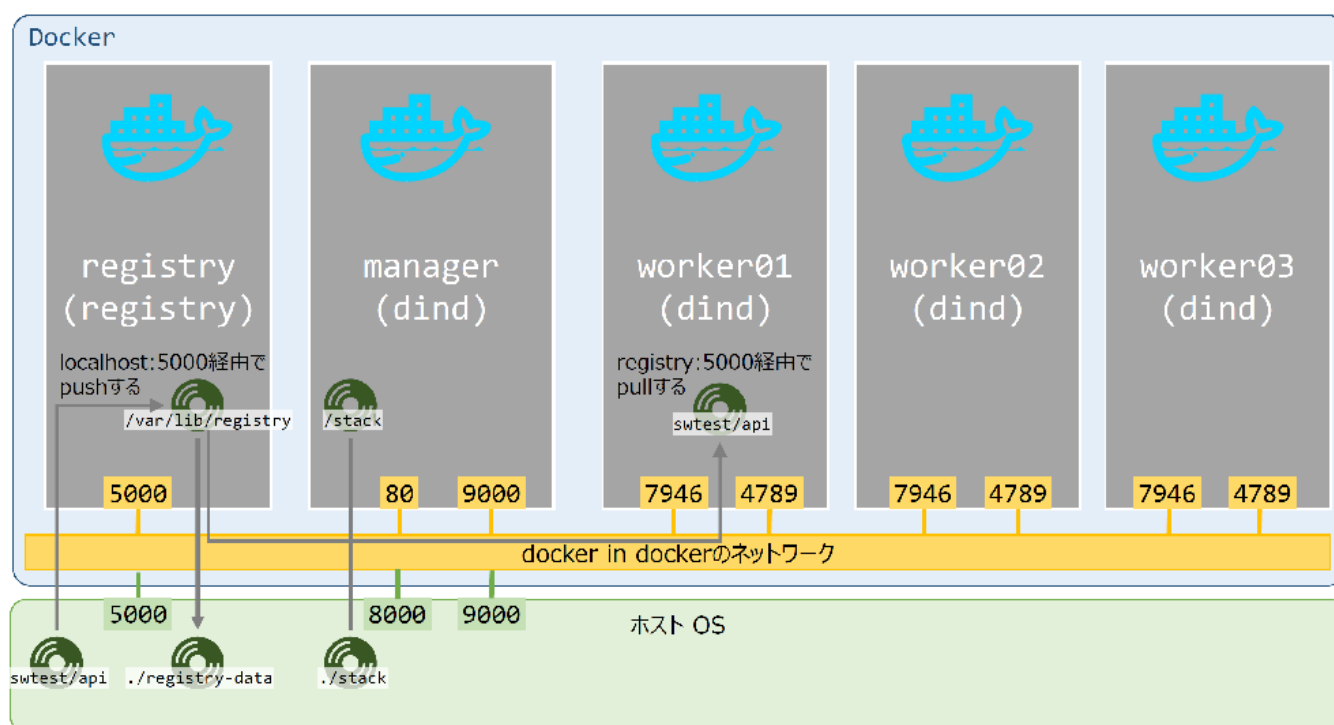 Docker
registry
(registry)
manager
(dind)
worker01
(dind)
worker02
(dind)
worker03
(dind)
localhost:5000経由で
pushする
/var/lib/registry
/stack
registry:5000経由で
pullする
swtest/api
5000
80
9000
7946
4789
7946
4789
7946
4789
docker in dockerのネットワーク
5000
8000
9000
ホスト OS
swtest/api
./registry-data
./stack